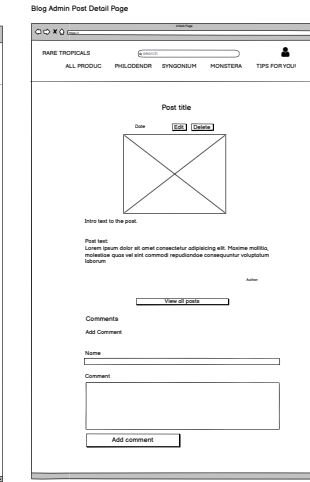 Blog Admin Post Detail Page
RARE TROPICALS
search
ALL PRODUC PHILODENDR SYNGONIUM MONSTERA TIPS FOR YOU!
Post title
Date Edit Delete
Intro text to the post.
Post text:
Lorem ipsum dolor sit amet consectetur adipisicing elit. Maxime mollitia,
molestiae quas vel sint commodi repudiandae consequuntur voluptatum
laborum
Author
View all posts
Comments
Add Comment
Name
Comment
Add comment